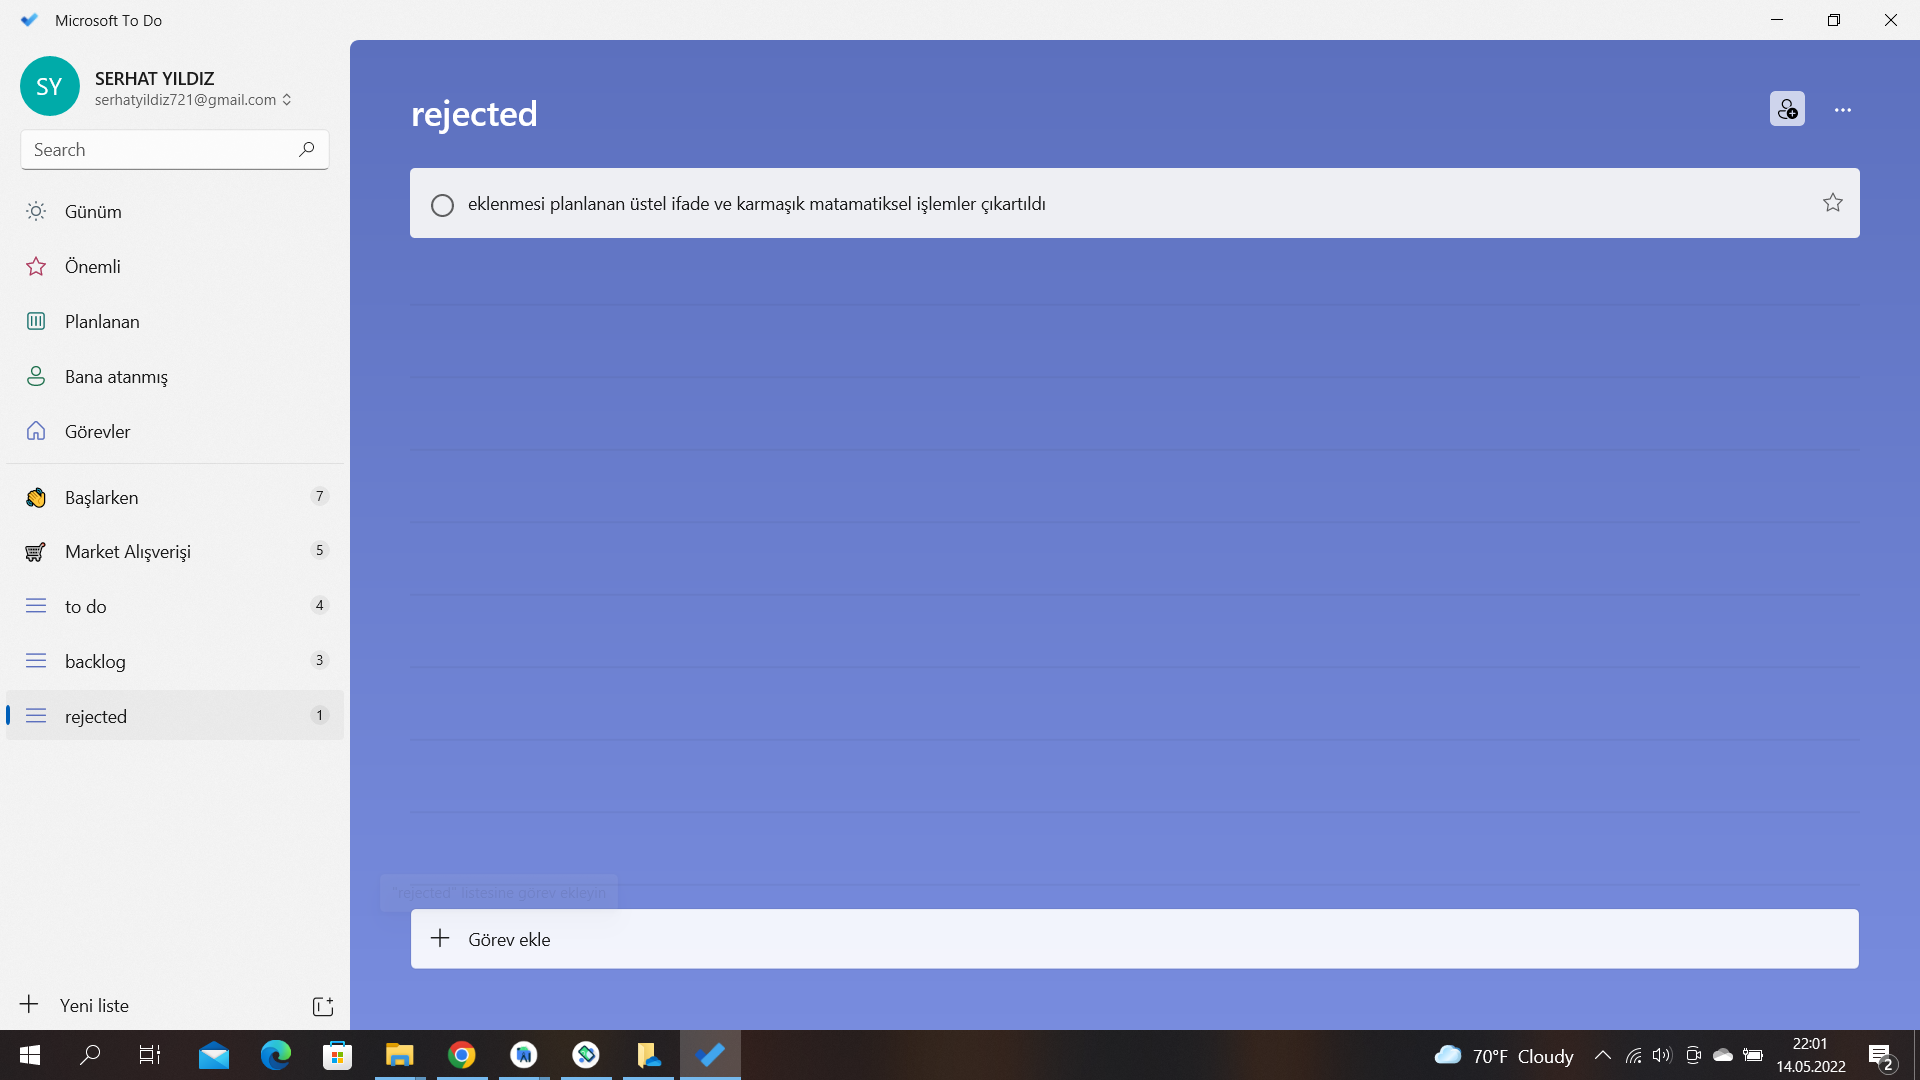 Microsoft To Do
SY
SERHAT YILDIZ
serhatyildiz721@gmail.com
Search
Günüm
Önemli
Planlanan
Bana atanmış
Görevler
Başlarken 7
Market Alışverişi 5
to do 4
backlog 3
rejected 1
Yeni liste
rejected
eklenmesi planlanan üstel ifade ve karmaşık matamatiksel işlemler çıkartıldı
"rejected" listesine görev ekleyin
Görev ekle
70°F Cloudy
22:01
14.05.2022
2